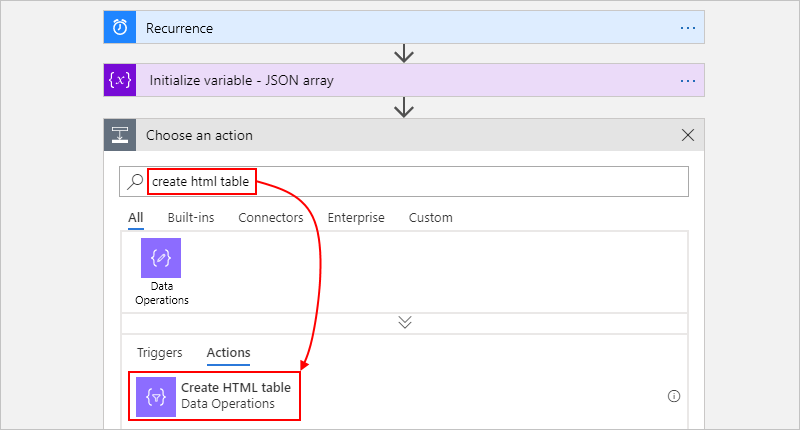 Recurrence
...
{x} Initialize variable - JSON array
...
Choose an action
create html table
All Built-ins Connectors Enterprise Custom
Data
Operations
Triggers Actions
Create HTML table
Data Operations